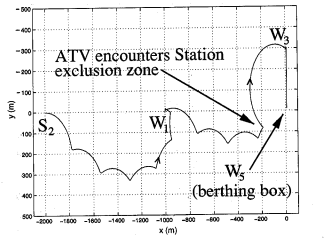 -500
-400
-300
-200
-100
0
100
200
300
400
500
y (m)
ATV encounters Station
exclusion zone
W3
S2
W1
W5
(berthing box)
-2000 -1800 -1600 -1400 -1200 -1000 -800 -600 -400 -200 0
x (m)